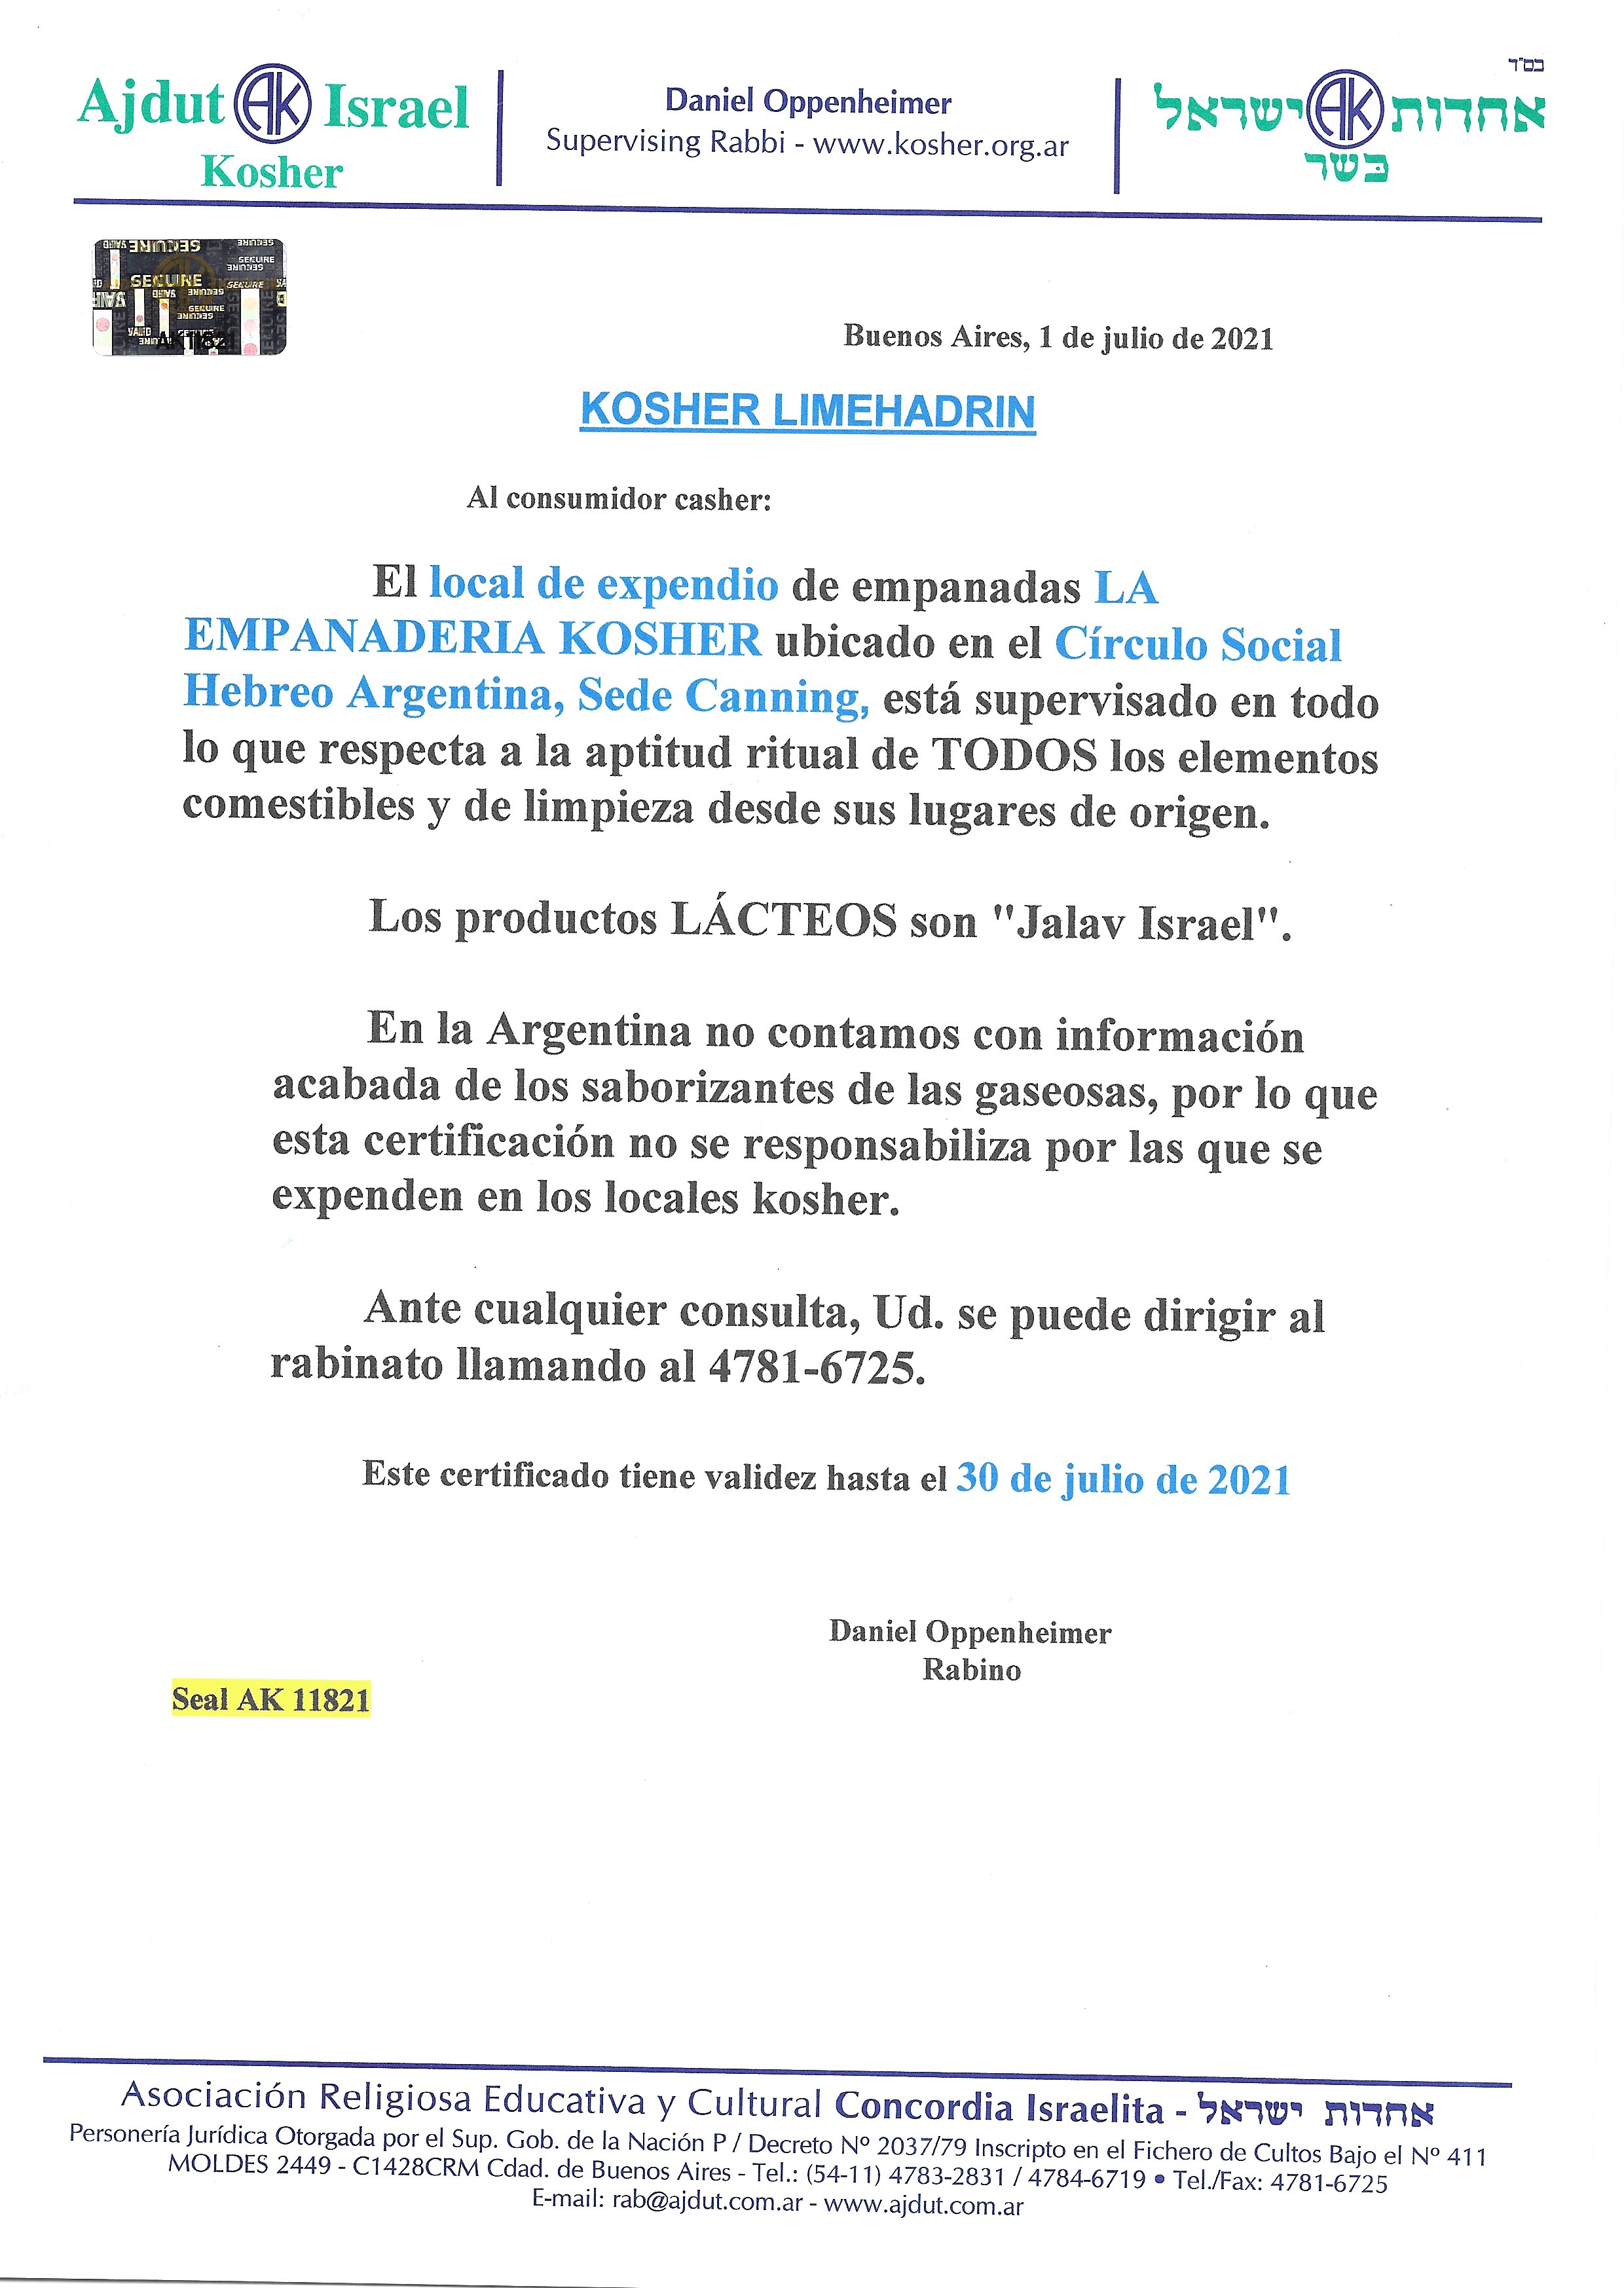 בס"ד
Ajdut AK Israel
Kosher
Daniel Oppenheimer
Supervising Rabbi - www.kosher.org.ar
אחדות AK ישראל
כשר
SECURE
VALID
Buenos Aires, 1 de julio de 2021
KOSHER LIMEHADRIN
Al consumidor casher:
El local de expendio de empanadas LA
EMPANADERIA KOSHER ubicado en el Círculo Social
Hebreo Argentina, Sede Canning, está supervisado en todo
lo que respecta a la aptitud ritual de TODOS los elementos
comestibles y de limpieza desde sus lugares de origen.
Los productos LÁCTEOS son "Jalav Israel".
En la Argentina no contamos con información
acabada de los saborizantes de las gaseosas, por lo que
esta certificación no se responsabiliza por las que se
expenden en los locales kosher.
Ante cualquier consulta, Ud. se puede dirigir al
rabinato llamando al 4781-6725.
Este certificado tiene validez hasta el 30 de julio de 2021
Daniel Oppenheimer
Rabino
Seal AK 11821
Asociación Religiosa Educativa y Cultural Concordia Israelita - אחדות ישראל
Personería Jurídica Otorgada por el Sup. Gob. de la Nación P / Decreto Nº 2037/79 Inscripto en el Fichero de Cultos Bajo el Nº 411
MOLDES 2449 - C1428CRM Cdad. de Buenos Aires - Tel.: (54-11) 4783-2831 / 4784-6719 • Tel./Fax: 4781-6725
E-mail: rab@ajdut.com.ar - www.ajdut.com.ar